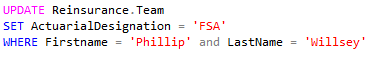 UPDATE Reinsurance.Team
SET ActuarialDesignation = 'FSA'
WHERE Firstname = 'Phillip' and LastName = 'Willsey'